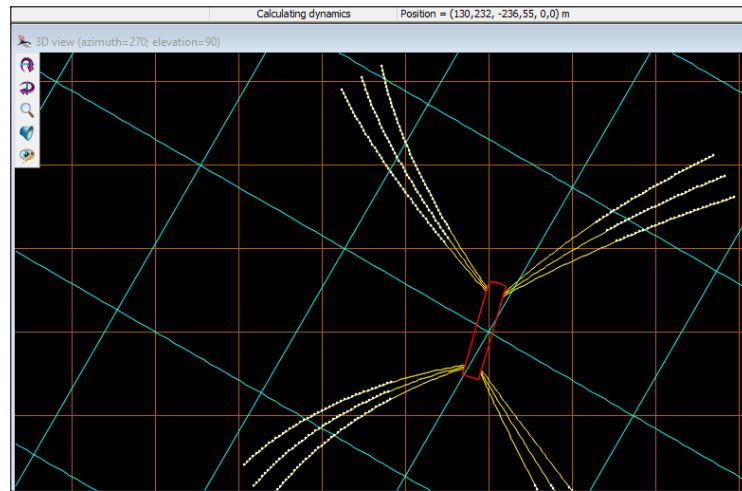 Calculating dynamics Position = (130,232, -236,55, 0,0) m
3D view (azimuth=270; elevation=90)